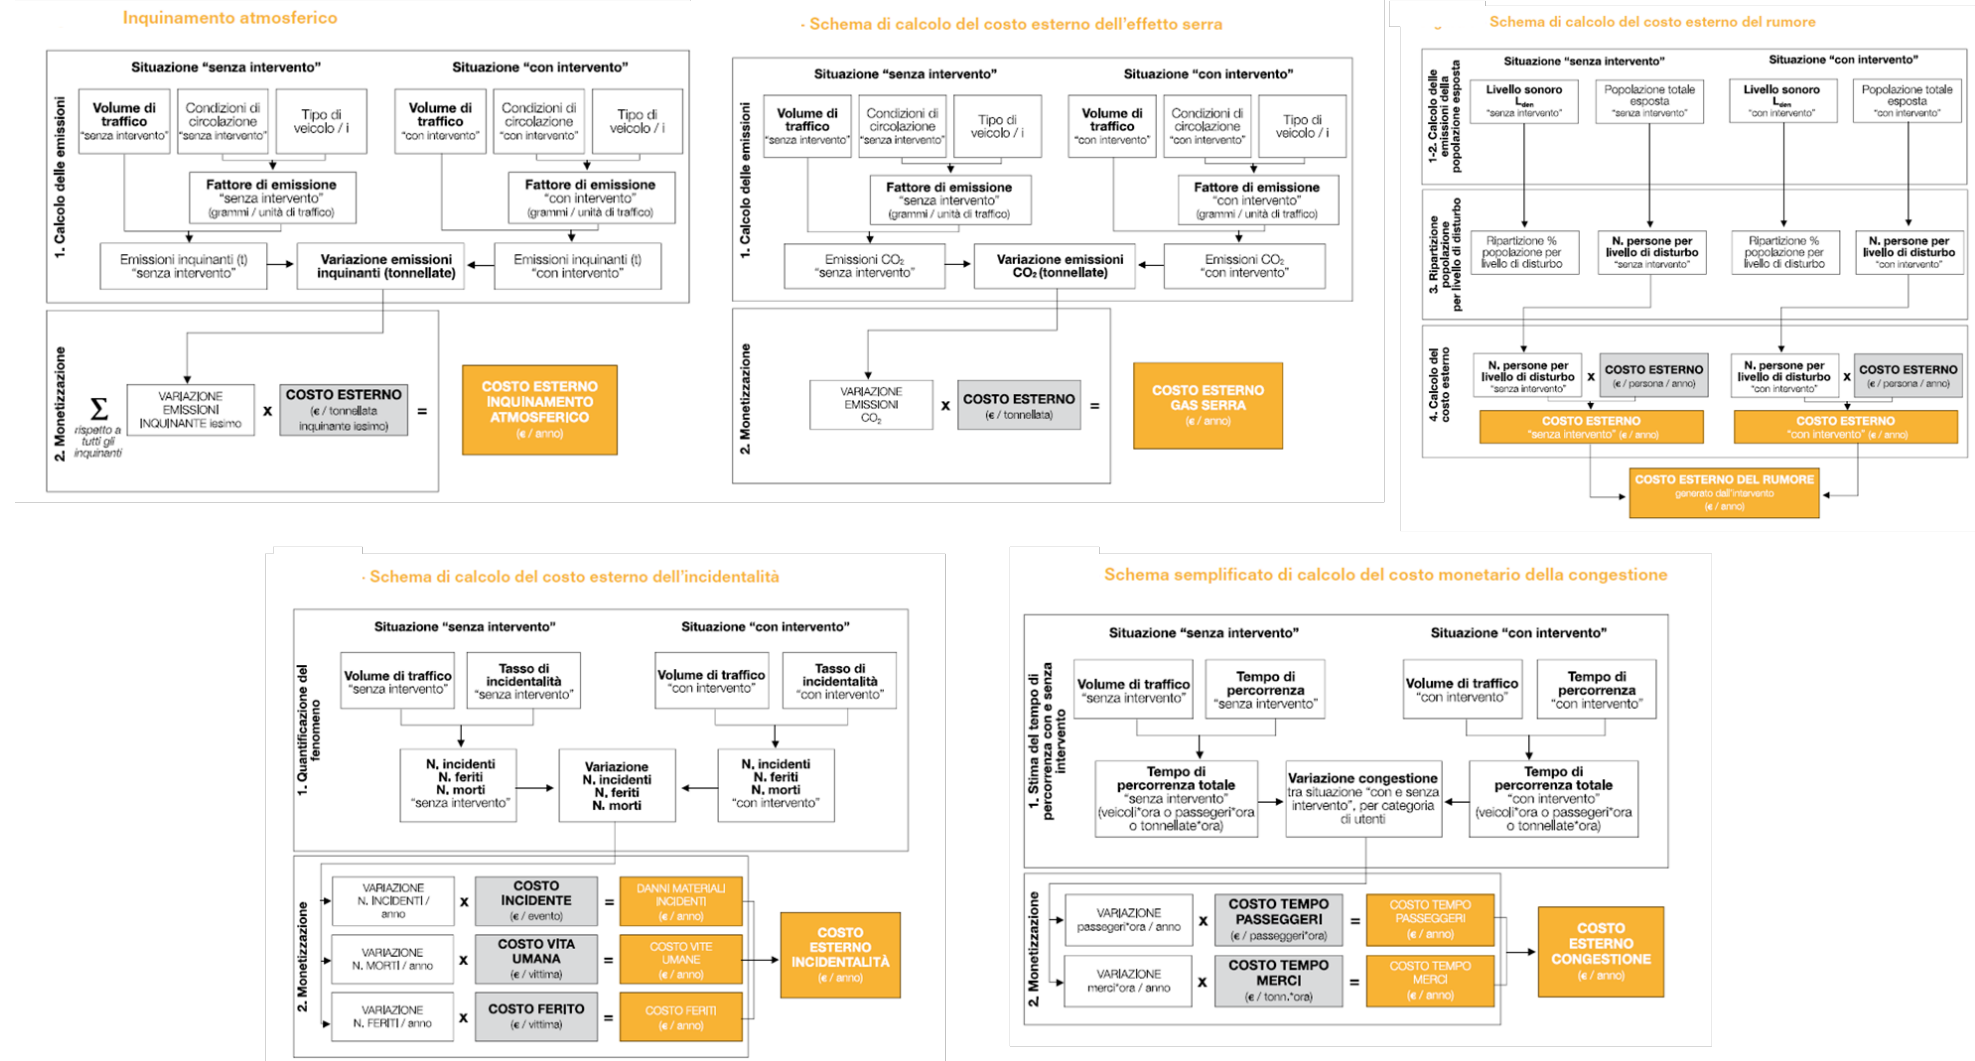 Inquinamento atmosferico
Situazione “senza intervento”
Situazione “con intervento”
1. Calcolo delle emissioni
Volume di
traffico
“senza intervento”
Condizioni di
circolazione
“senza intervento”
Tipo di
veicolo / i
Volume di
traffico
“con intervento”
Condizioni di
circolazione
“con intervento”
Tipo di
veicolo / i
Fattore di emissione
“senza intervento”
(grammi / unità di traffico)
Fattore di emissione
“con intervento”
(grammi / unità di traffico)
Emissioni inquinanti (t)
“senza intervento”
Variazione emissioni
inquinanti (tonnellate)
Emissioni inquinanti (t)
“con intervento”
2. Monetizzazione
Σ
rispetto a
tutti gli
inquinanti
VARIAZIONE
EMISSIONI
INQUINANTE iesimo
x
COSTO ESTERNO
(€ / tonnellata
inquinante iesimo)
=
COSTO ESTERNO
INQUINAMENTO
ATMOSFERICO
(€ / anno)
- Schema di calcolo del costo esterno dell’effetto serra
Situazione “senza intervento”
Situazione “con intervento”
1. Calcolo delle emissioni
Volume di
traffico
“senza intervento”
Condizioni di
circolazione
“senza intervento”
Tipo di
veicolo / i
Volume di
traffico
“con intervento”
Condizioni di
circolazione
“con intervento”
Tipo di
veicolo / i
Fattore di emissione
“senza intervento”
(grammi / unità di traffico)
Fattore di emissione
“con intervento”
(grammi / unità di traffico)
Emissioni CO₂
“senza intervento”
Variazione emissioni
CO₂ (tonnellate)
Emissioni CO₂
“con intervento”
2. Monetizzazione
VARIAZIONE
EMISSIONI
CO₂
x
COSTO ESTERNO
(€ / tonnellata)
=
COSTO ESTERNO
GAS SERRA
(€ / anno)
Schema di calcolo del costo esterno del rumore
Situazione “senza intervento”
Situazione “con intervento”
1-2. Calcolo delle
emissioni della
popolazione esposta
Livello sonoro
Lden
“senza intervento”
Popolazione totale
esposta
“senza intervento”
Livello sonoro
Lden
“con intervento”
Popolazione totale
esposta
“con intervento”
3. Ripartizione
popolazione
per livello di disturbo
Ripartizione %
popolazione per
livello di disturbo
N. persone per
livello di disturbo
“senza intervento”
Ripartizione %
popolazione per
livello di disturbo
N. persone per
livello di disturbo
“con intervento”
4. Calcolo del
costo esterno
N. persone per
livello di disturbo
“senza intervento”
x
COSTO ESTERNO
(€ / persona / anno)
N. persone per
livello di disturbo
“con intervento”
x
COSTO ESTERNO
(€ / persona / anno)
COSTO ESTERNO
“senza intervento” (€ / anno)
COSTO ESTERNO
“con intervento” (€ / anno)
COSTO ESTERNO DEL RUMORE
generato dall’intervento
(€ / anno)
- Schema di calcolo del costo esterno dell’incidentalità
Situazione “senza intervento”
Situazione “con intervento”
1. Quantificazione del
fenomeno
Volume di traffico
“senza intervento”
Tasso di
incidentalità
“senza intervento”
Volume di traffico
“con intervento”
Tasso di
incidentalità
“con intervento”
N. incidenti
N. feriti
N. morti
“senza intervento”
Variazione
N. incidenti
N. feriti
N. morti
N. incidenti
N. feriti
N. morti
“con intervento”
2. Monetizzazione
VARIAZIONE
N. INCIDENTI /
anno
x
COSTO
INCIDENTE
(€ / evento)
=
DANNI MATERIALI
INCIDENTI
(€ / anno)
VARIAZIONE
N. MORTI / anno
x
COSTO VITA
UMANA
(€ / vittima)
=
COSTO VITE
UMANE
(€ / anno)
VARIAZIONE
N. FERITI / anno
x
COSTO FERITO
(€ / vittima)
=
COSTO FERITI
(€ / anno)
COSTO
ESTERNO
INCIDENTALITÀ
(€ / anno)
Schema semplificato di calcolo del costo monetario della congestione
Situazione “senza intervento”
Situazione “con intervento”
1. Stima del tempo di
percorrenza con e senza
intervento
Volume di traffico
“senza intervento”
Tempo di
percorrenza
“senza intervento”
Volume di traffico
“con intervento”
Tempo di
percorrenza
“con intervento”
Tempo di
percorrenza totale
“senza intervento”
(veicoli*ora o passegeri*ora
o tonnellate*ora)
Variazione congestione
tra situazione “con e senza
intervento”, per categoria
di utenti
Tempo di
percorrenza totale
“con intervento”
(veicoli*ora o passegeri*ora
o tonnellate*ora)
2. Monetizzazione
VARIAZIONE
passegeri*ora / anno
x
COSTO TEMPO
PASSEGGERI
(€ / passeggeri*ora)
=
COSTO TEMPO
PASSEGGERI
(€ / anno)
VARIAZIONE
merci*ora / anno
x
COSTO TEMPO
MERCI
(€ / tonn.*ora)
=
COSTO TEMPO
MERCI
(€ / anno)
COSTO
ESTERNO
CONGESTIONE
(€ / anno)